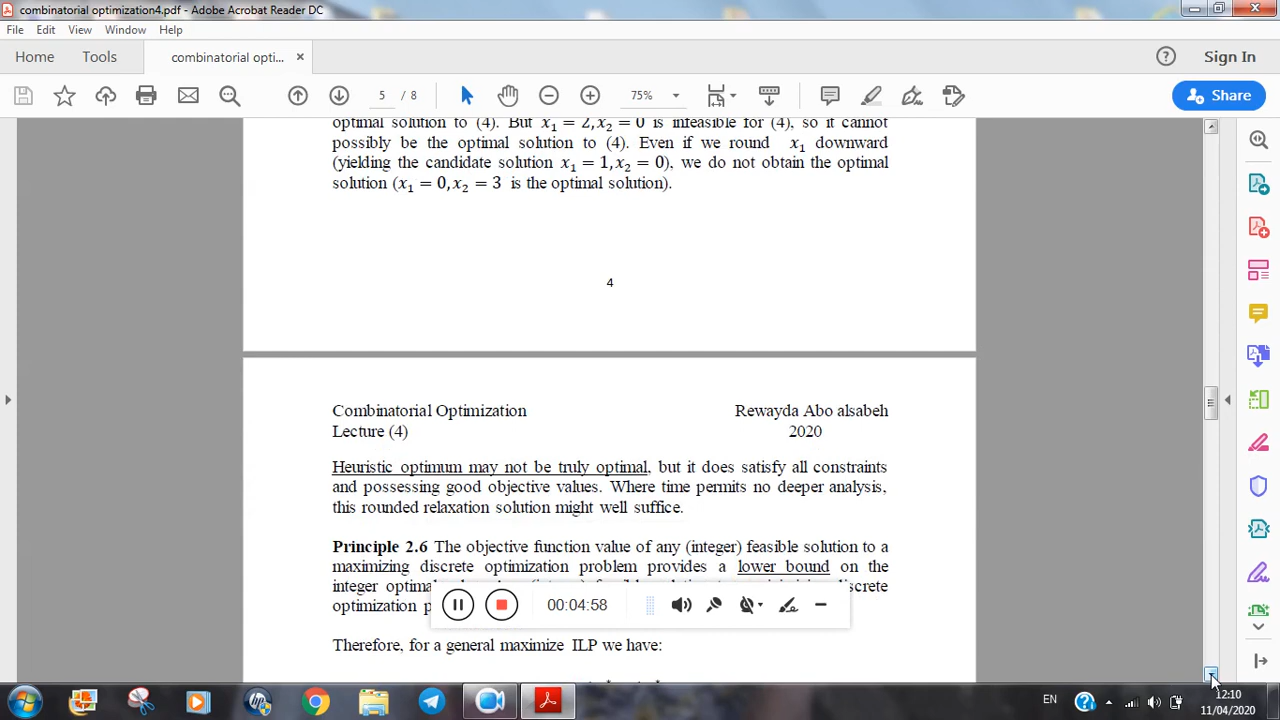 combinatorial optimization4.pdf - Adobe Acrobat Reader DC
File Edit View Window Help
Home Tools combinatorial opti... × Sign In
5 / 8 75% Share
optimal solution to (4). But x₁ = 2, x₂ = 0 is infeasible for (4), so it cannot
possibly be the optimal solution to (4). Even if we round x₁ downward
(yielding the candidate solution x₁ = 1, x₂ = 0), we do not obtain the optimal
solution (x₁ = 0, x₂ = 3 is the optimal solution).
4
Combinatorial Optimization Rewayda Abo alsabeh
Lecture (4) 2020
Heuristic optimum may not be truly optimal, but it does satisfy all constraints
and possessing good objective values. Where time permits no deeper analysis,
this rounded relaxation solution might well suffice.
Principle 2.6 The objective function value of any (integer) feasible solution to a
maximizing discrete optimization problem provides a lower bound on the
integer optimal discrete
optimization p
00:04:58
Therefore, for a general maximize ILP we have:
EN 12:10
11/04/2020